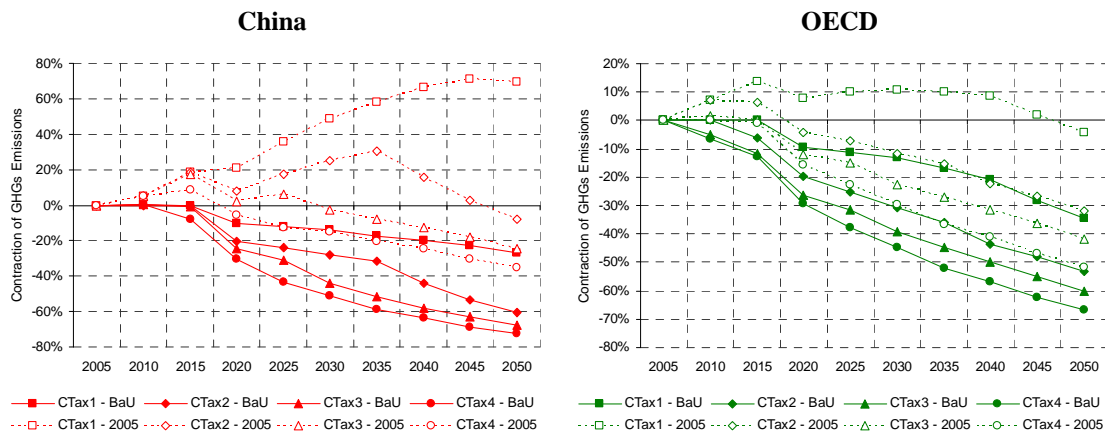 China
Contraction of GHGs Emissions
80%
60%
40%
20%
0%
-20%
-40%
-60%
-80%
2005 2010 2015 2020 2025 2030 2035 2040 2045 2050
CTax1 - BaU CTax2 - BaU CTax3 - BaU CTax4 - BaU
CTax1 - 2005 CTax2 - 2005 CTax3 - 2005 CTax4 - 2005
OECD
Contraction of GHGs Emissions
20%
10%
0%
-10%
-20%
-30%
-40%
-50%
-60%
-70%
-80%
2005 2010 2015 2020 2025 2030 2035 2040 2045 2050
CTax1 - BaU CTax2 - BaU CTax3 - BaU CTax4 - BaU
CTax1 - 2005 CTax2 - 2005 CTax3 - 2005 CTax4 - 2005